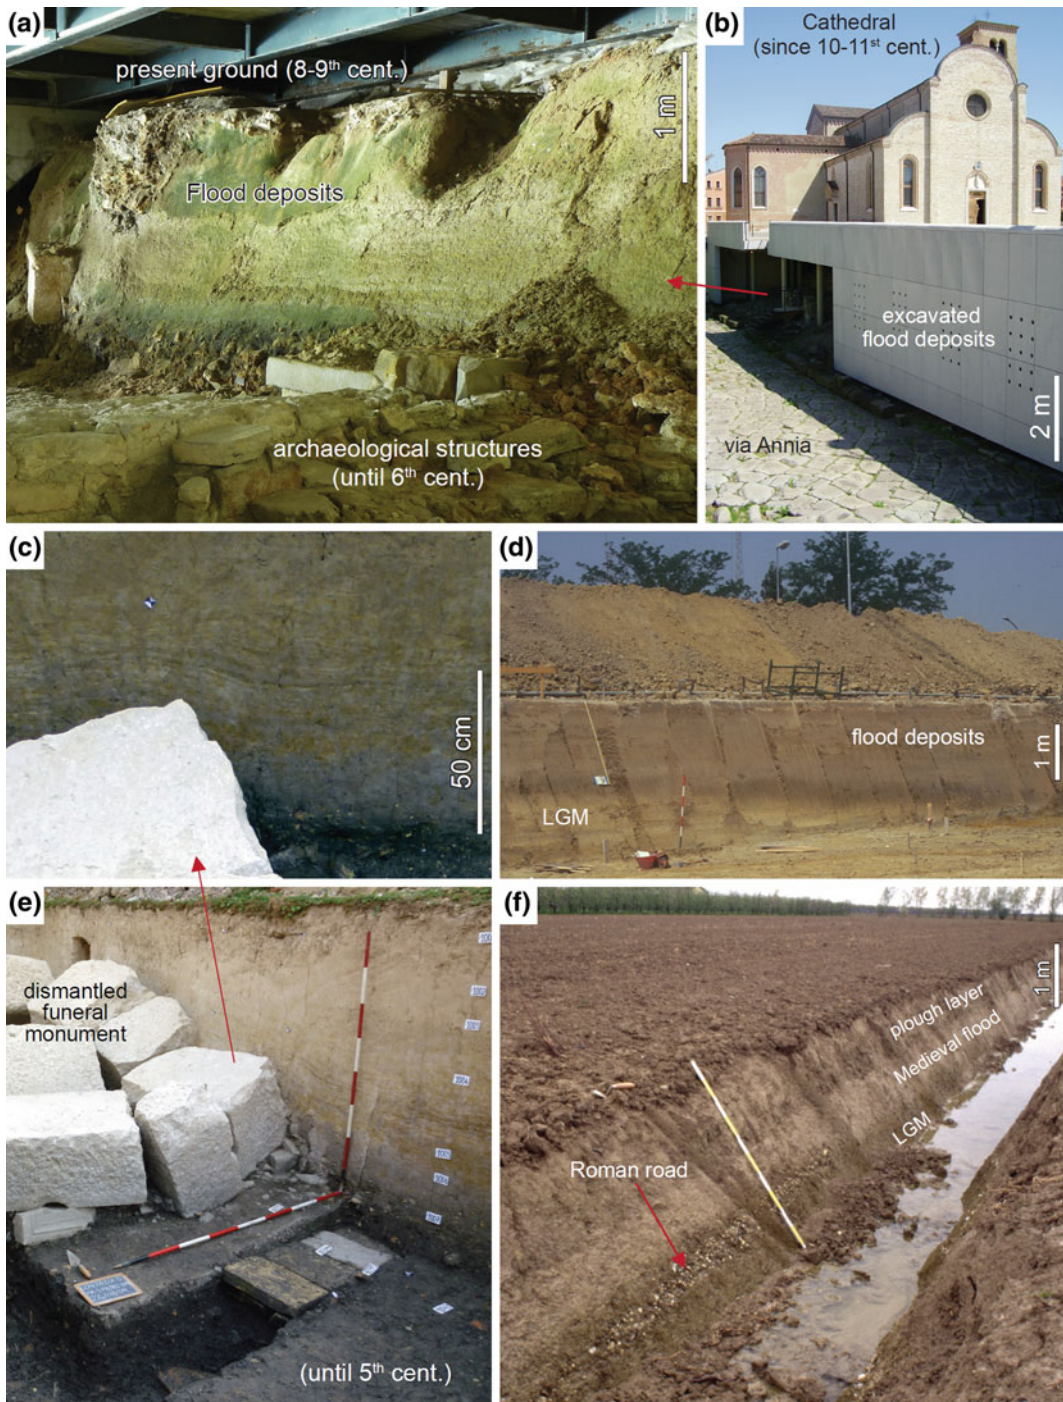 (a)
present ground (8-9th cent.)
1 m
Flood deposits
archaeological structures
(until 6th cent.)
(b)
Cathedral
(since 10-11st cent.)
excavated
flood deposits
via Annia
2 m
(c)
50 cm
(d)
flood deposits
1 m
LGM
(e)
dismantled
funeral
monument
(until 5th cent.)
(f)
1 m
plough layer
Medieval flood
LGM
Roman road